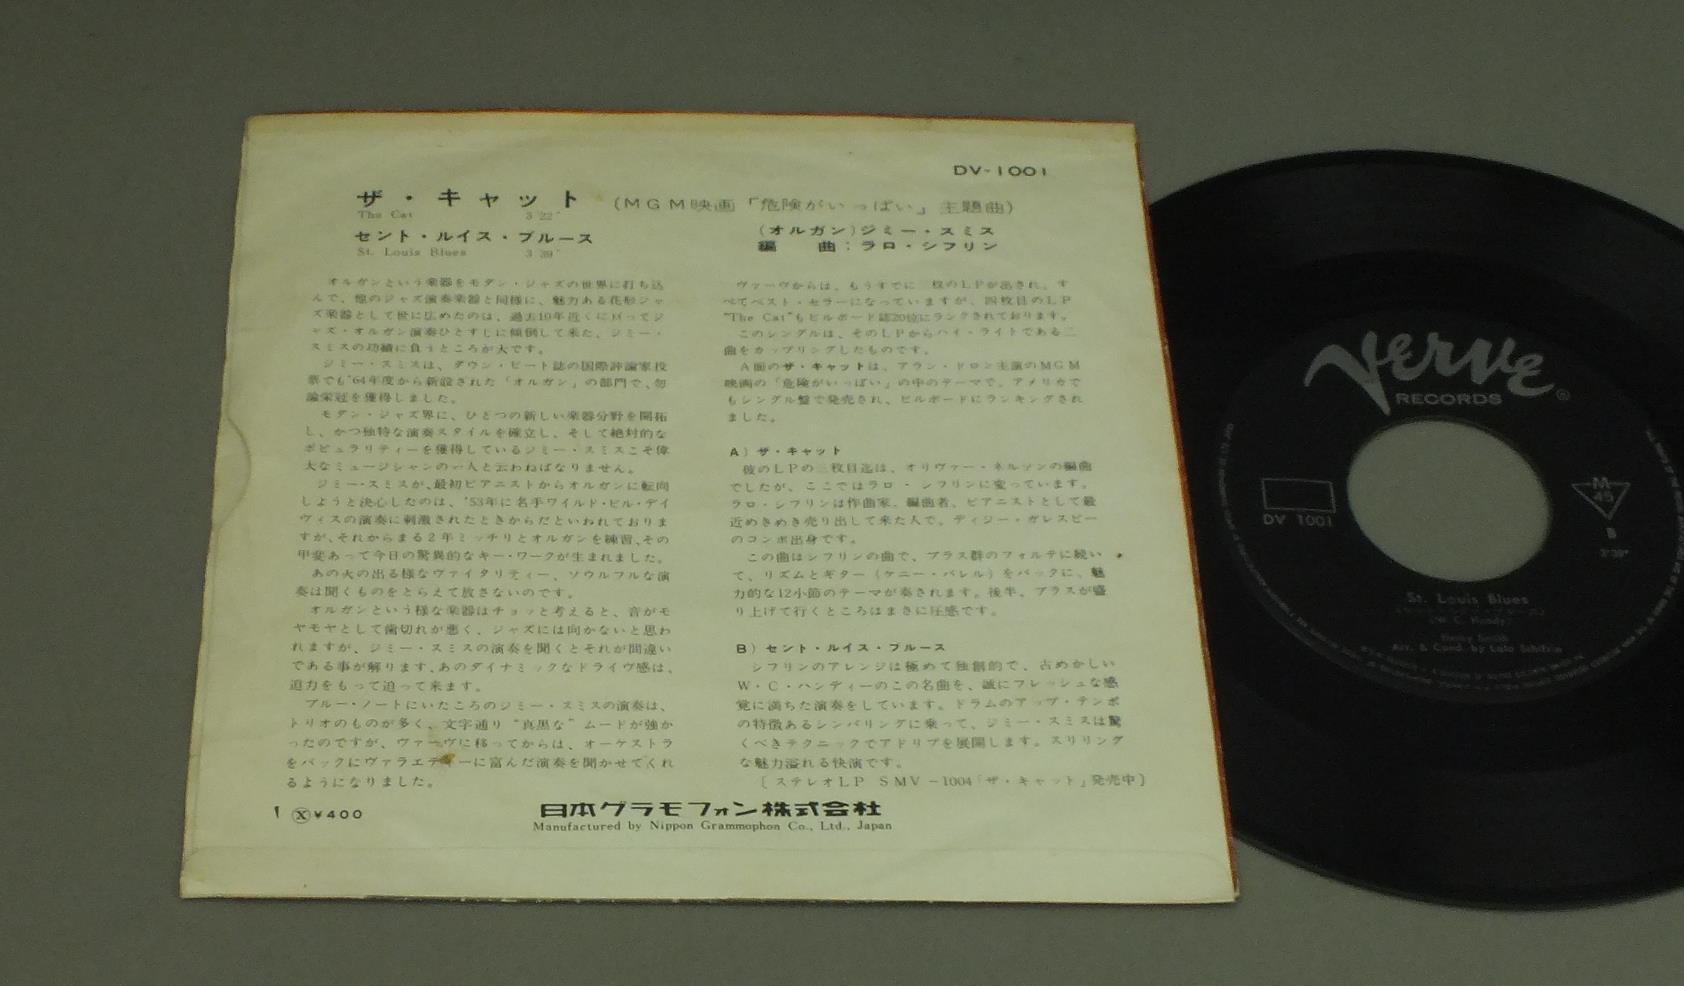 DV-1001
ザ・キャット (MGM映画「危険がいっぱい」主題曲)
The Cat 3′22″
セント・ルイス・ブルース
St. Louis Blues 3′39″
(オルガン)ジミー・スミス
編 曲:ラロ・シフリン
オルガンという楽器をモダン・ジャズの世界に打ち込
んで、他のジャズ演奏楽器と同様に、魅力ある花形ジャ
ズ楽器として世に広めたのは、過去10年近くに亘ってジ
ャズ・オルガン演奏ひとすじに傾倒して来た、ジミー・
スミスの功績に負うところが大です。
ジミー・スミスは、ダウン・ビート誌の国際評論家投
票でも'64年度から新設された「オルガン」の部門で、勿
論栄冠を獲得しました。
モダン・ジャズ界に、ひとつの新しい楽器分野を開拓
し、かつ独特な演奏スタイルを確立し、そして絶対的な
ポピュラリティーを獲得しているジミー・スミスこそ偉
大なミュージシャンの一人と云わねばなりません。
ジミー・スミスが、最初ピアニストからオルガンに転向
しようと決心したのは、'53年に名手ワイルド・ビル・デイ
ヴィスの演奏に刺激されたときからだといわれておりま
すが、それからまる2年ミッチリとオルガンを練習、その
甲斐あって今日の驚異的なキー・ワークが生まれました。
あの火の出る様なヴァイタリティー、ソウルフルな演
奏は聞くものをとらえて放さないのです。
オルガンという様な楽器はチョッと考えると、音がモ
ヤモヤとして歯切れが悪く、ジャズには向かないと思わ
れますが、ジミー・スミスの演奏を聞くとそれが間違い
である事が解ります、あのダイナミックなドライヴ感は、
迫力をもって迫って来ます。
ブルー・ノートにいたころのジミー・スミスの演奏は、
トリオのものが多く、文字通り“真黒な”ムードが強か
ったのですが、ヴァーヴに移ってからは、オーケストラ
をバックにヴァラエティーに富んだ演奏を聞かせてくれ
るようになりました。
ヴァーヴからは、もうすでに三枚のLPが出され、す
べてベスト・セラーになっていますが、四枚目のLP
“The Cat”もビルボード誌20位にランクされております。
このシングルは、そのLPからハイ・ライトである二
曲をカップリングしたものです。
A面のザ・キャットは、アラン・ドロン主演のMGM
映画の「危険がいっぱい」の中のテーマで、アメリカで
もシングル盤で発売され、ビルボードにランキングされ
ました。
A)ザ・キャット
彼のLPの三枚目迄は、オリヴァー・ネルソンの編曲
でしたが、ここではラロ・シフリンに変っています。
ラロ・シフリンは作曲家、編曲者、ピアニストとして最
近めきめき売り出して来た人で、ディジー・ガレスピー
のコンボ出身です。
この曲はシフリンの曲で、ブラス群のフォルテに続い
て、リズムとギター(ケニー・バレル)をバックに、魅
力的な12小節のテーマが奏されます。後半、ブラスが盛
り上げて行くところはまさに圧感です。
B)セント・ルイス・ブルース
シフリンのアレンジは極めて独創的で、古めかしい
W・C・ハンディーのこの名曲を、誠にフレッシュな感
覚に満ちた演奏をしています。ドラムのアップ・テンポ
の特徴あるシンバリングに乗って、ジミー・スミスは驚
くべきテクニックでアドリブを展開します。スリリング
な魅力溢れる快演です。
〔ステレオLP SMV-1004「ザ・キャット」発売中〕
1 Ⓧ¥400
日本グラモフォン株式会社
Manufactured by Nippon Grammophon Co., Ltd., Japan
Verve
RECORDS ®
DV 1001
M
45
B
3'39"
St. Louis Blues
(W. C. Handy)
Jimmy Smith
Arr. & Cond. by Lalo Schifrin